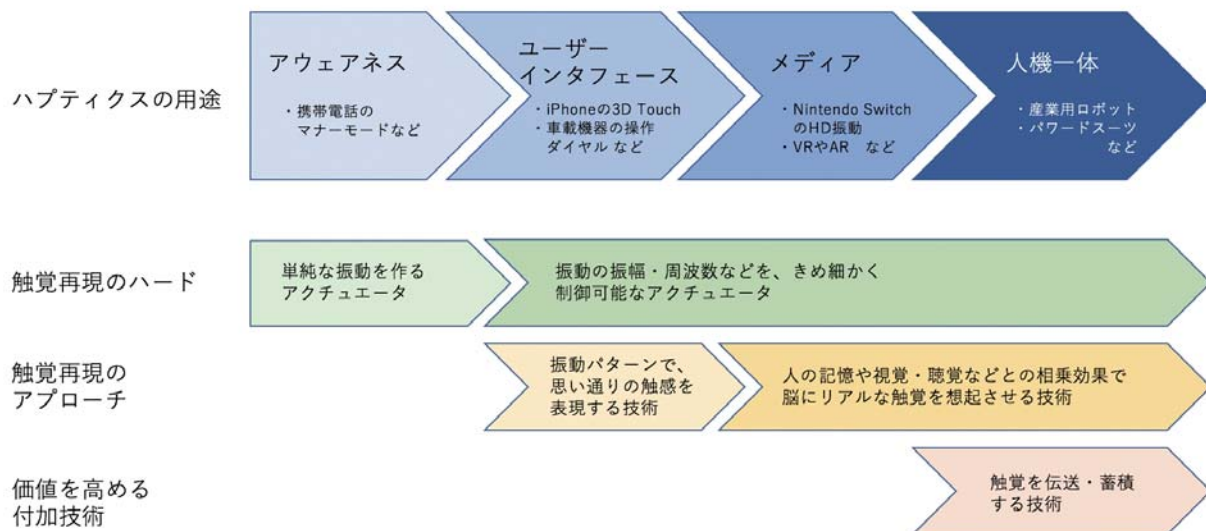 ハプティクスの用途
アウェアネス
・携帯電話の
マナーモードなど
ユーザー
インタフェース
・iPhoneの3D Touch
・車載機器の操作
ダイヤル など
メディア
・Nintendo Switch
のHD振動
・VRやAR など
人機一体
・産業用ロボット
・パワードスーツ
など
触覚再現のハード
単純な振動を作る
アクチュエータ
振動の振幅・周波数などを、きめ細かく
制御可能なアクチュエータ
触覚再現の
アプローチ
振動パターンで、
思い通りの触感を
表現する技術
人の記憶や視覚・聴覚などとの相乗効果で
脳にリアルな触覚を想起させる技術
価値を高める
付加技術
触覚を伝送・蓄積
する技術